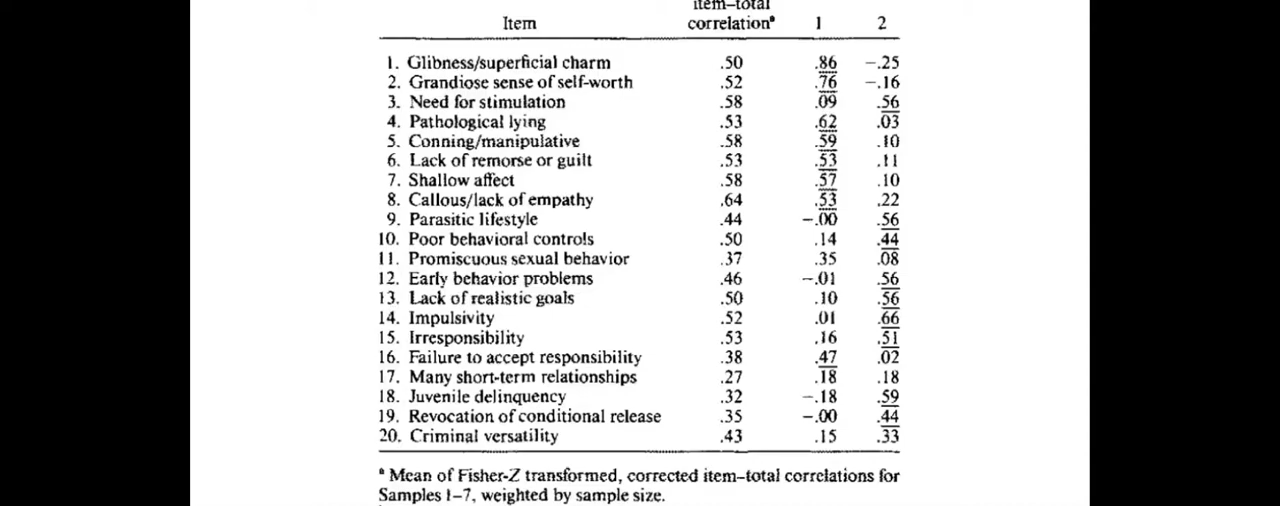 item–total
Item correlationª 1 2
1. Glibness/superficial charm .50 .86 −.25
2. Grandiose sense of self-worth .52 .76 −.16
3. Need for stimulation .58 .09 .56
4. Pathological lying .53 .62 .03
5. Conning/manipulative .58 .59 .10
6. Lack of remorse or guilt .53 .53 .11
7. Shallow affect .58 .57 .10
8. Callous/lack of empathy .64 .53 .22
9. Parasitic lifestyle .44 −.00 .56
10. Poor behavioral controls .50 .14 .44
11. Promiscuous sexual behavior .37 .35 .08
12. Early behavior problems .46 −.01 .56
13. Lack of realistic goals .50 .10 .56
14. Impulsivity .52 .01 .66
15. Irresponsibility .53 .16 .51
16. Failure to accept responsibility .38 .47 .02
17. Many short-term relationships .27 .18 .18
18. Juvenile delinquency .32 −.18 .59
19. Revocation of conditional release .35 −.00 .44
20. Criminal versatility .43 .15 .33
ª Mean of Fisher-Z transformed, corrected item–total correlations for
Samples 1–7, weighted by sample size.